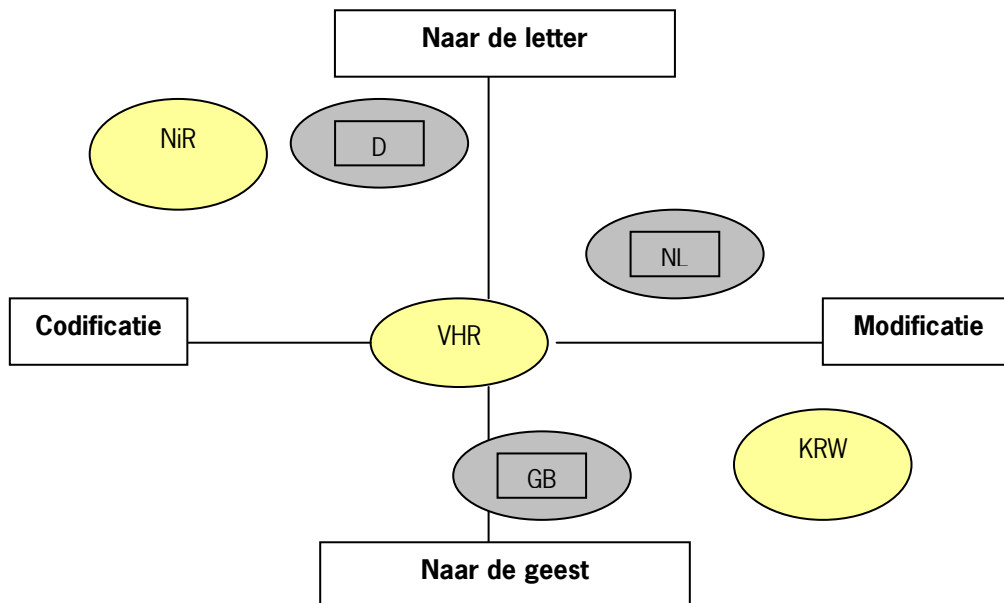 Naar de letter
NiR
D
NL
Codificatie
VHR
Modificatie
KRW
GB
Naar de geest